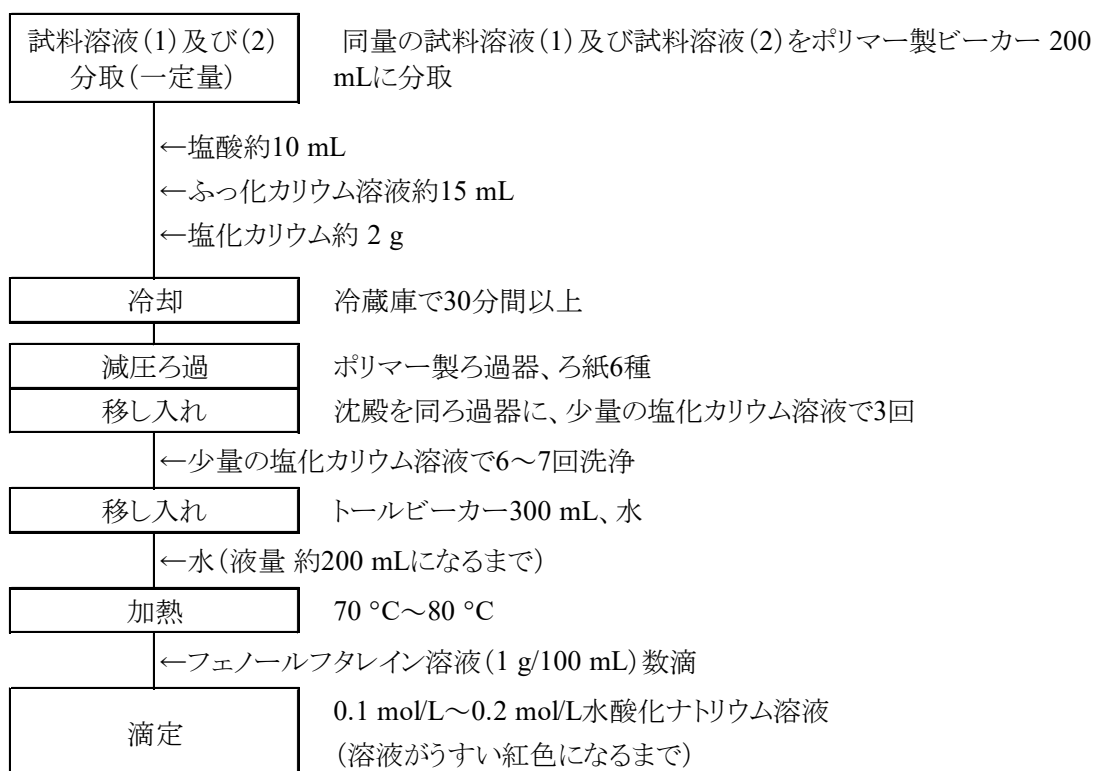 試料溶液(1)及び(2)
分取(一定量)
同量の試料溶液(1)及び試料溶液(2)をポリマー製ビーカー 200
mLに分取
←塩酸約10 mL
←ふっ化カリウム溶液約15 mL
←塩化カリウム約 2 g
冷却
冷蔵庫で30分間以上
減圧ろ過
ポリマー製ろ過器、ろ紙6種
移し入れ
沈殿を同ろ過器に、少量の塩化カリウム溶液で3回
←少量の塩化カリウム溶液で6~7回洗浄
移し入れ
トールビーカー300 mL、水
←水(液量 約200 mLになるまで)
加熱
70 °C~80 °C
←フェノールフタレイン溶液(1 g/100 mL)数滴
滴定
0.1 mol/L~0.2 mol/L水酸化ナトリウム溶液
(溶液がうすい紅色になるまで)